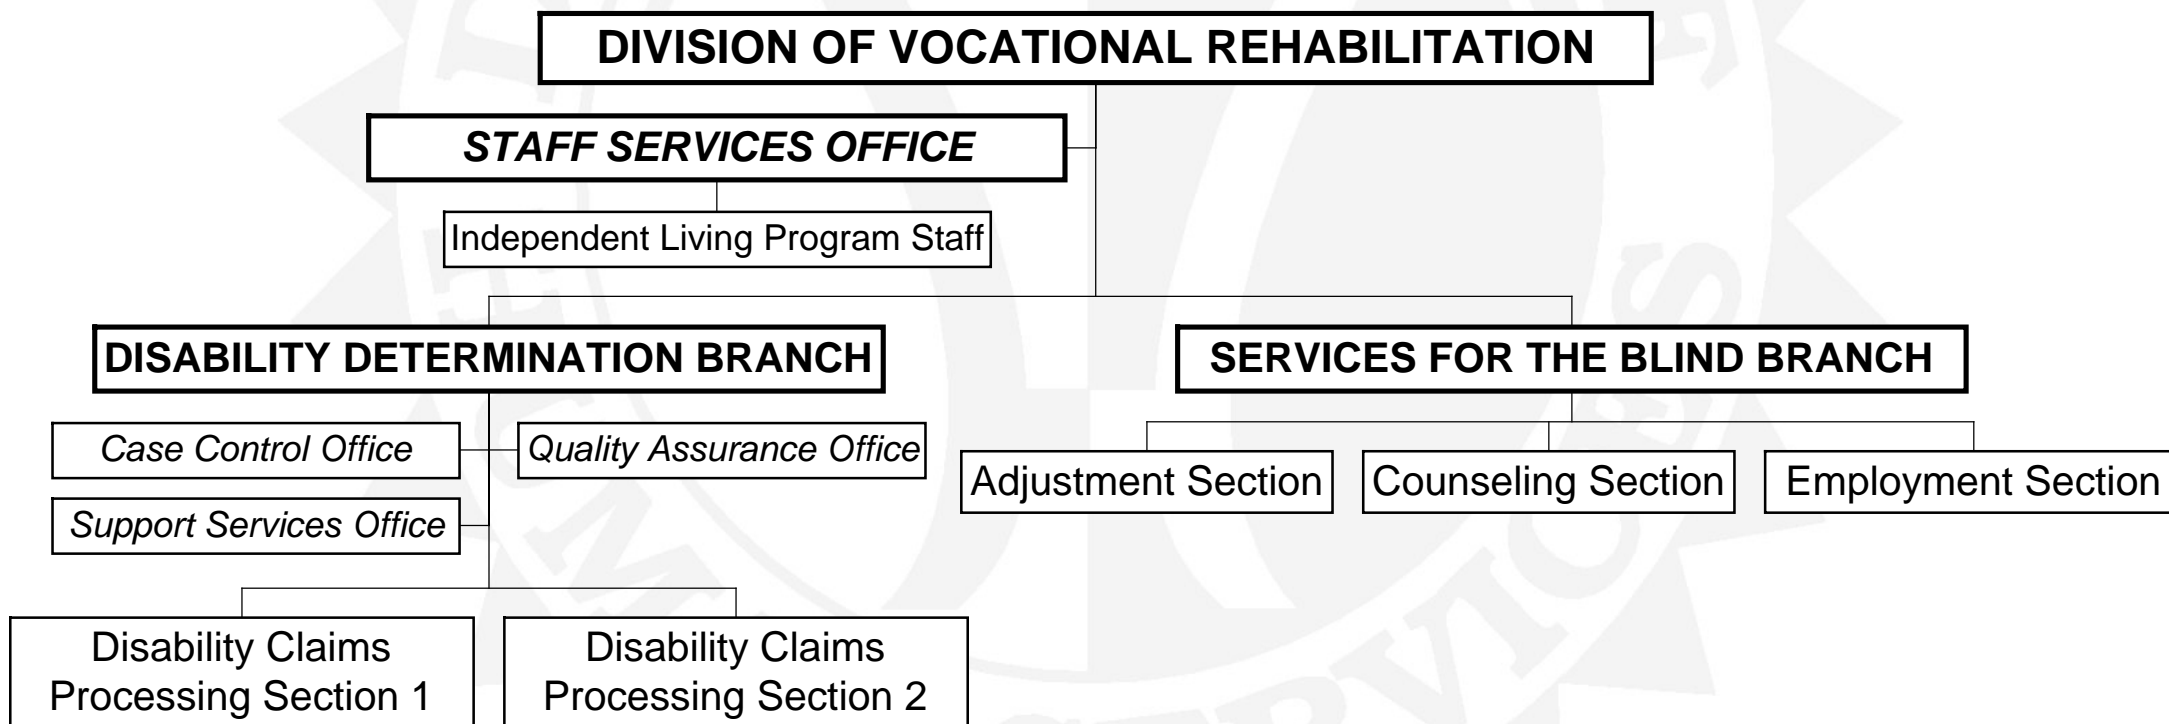 DIVISION OF VOCATIONAL REHABILITATION
STAFF SERVICES OFFICE
Independent Living Program Staff
DISABILITY DETERMINATION BRANCH
SERVICES FOR THE BLIND BRANCH
Case Control Office
Quality Assurance Office
Support Services Office
Adjustment Section
Counseling Section
Employment Section
Disability Claims
Processing Section 1
Disability Claims
Processing Section 2